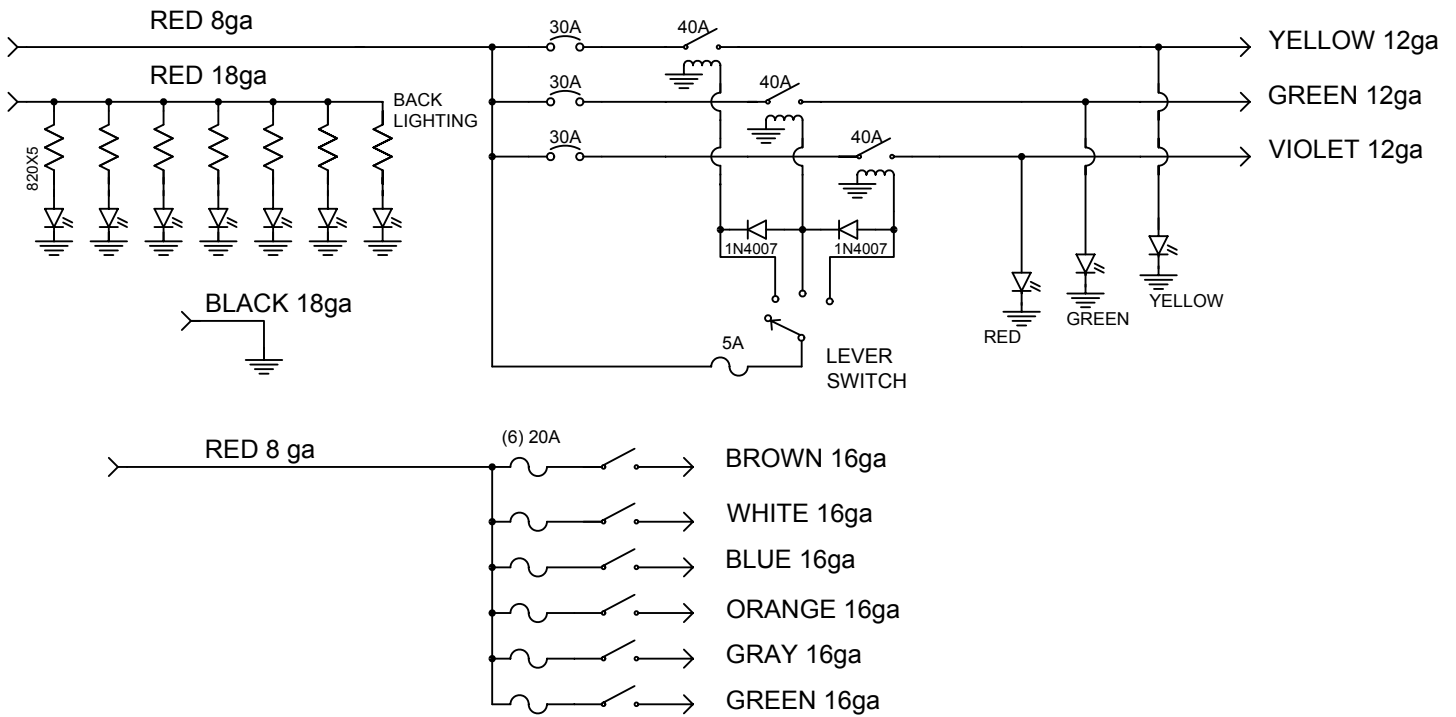 RED 8ga
30A
40A
YELLOW 12ga
RED 18ga
BACK
LIGHTING
30A
40A
GREEN 12ga
30A
40A
VIOLET 12ga
820X5
1N4007
1N4007
RED
GREEN
YELLOW
BLACK 18ga
5A
LEVER
SWITCH
RED 8 ga
(6) 20A
BROWN 16ga
WHITE 16ga
BLUE 16ga
ORANGE 16ga
GRAY 16ga
GREEN 16ga